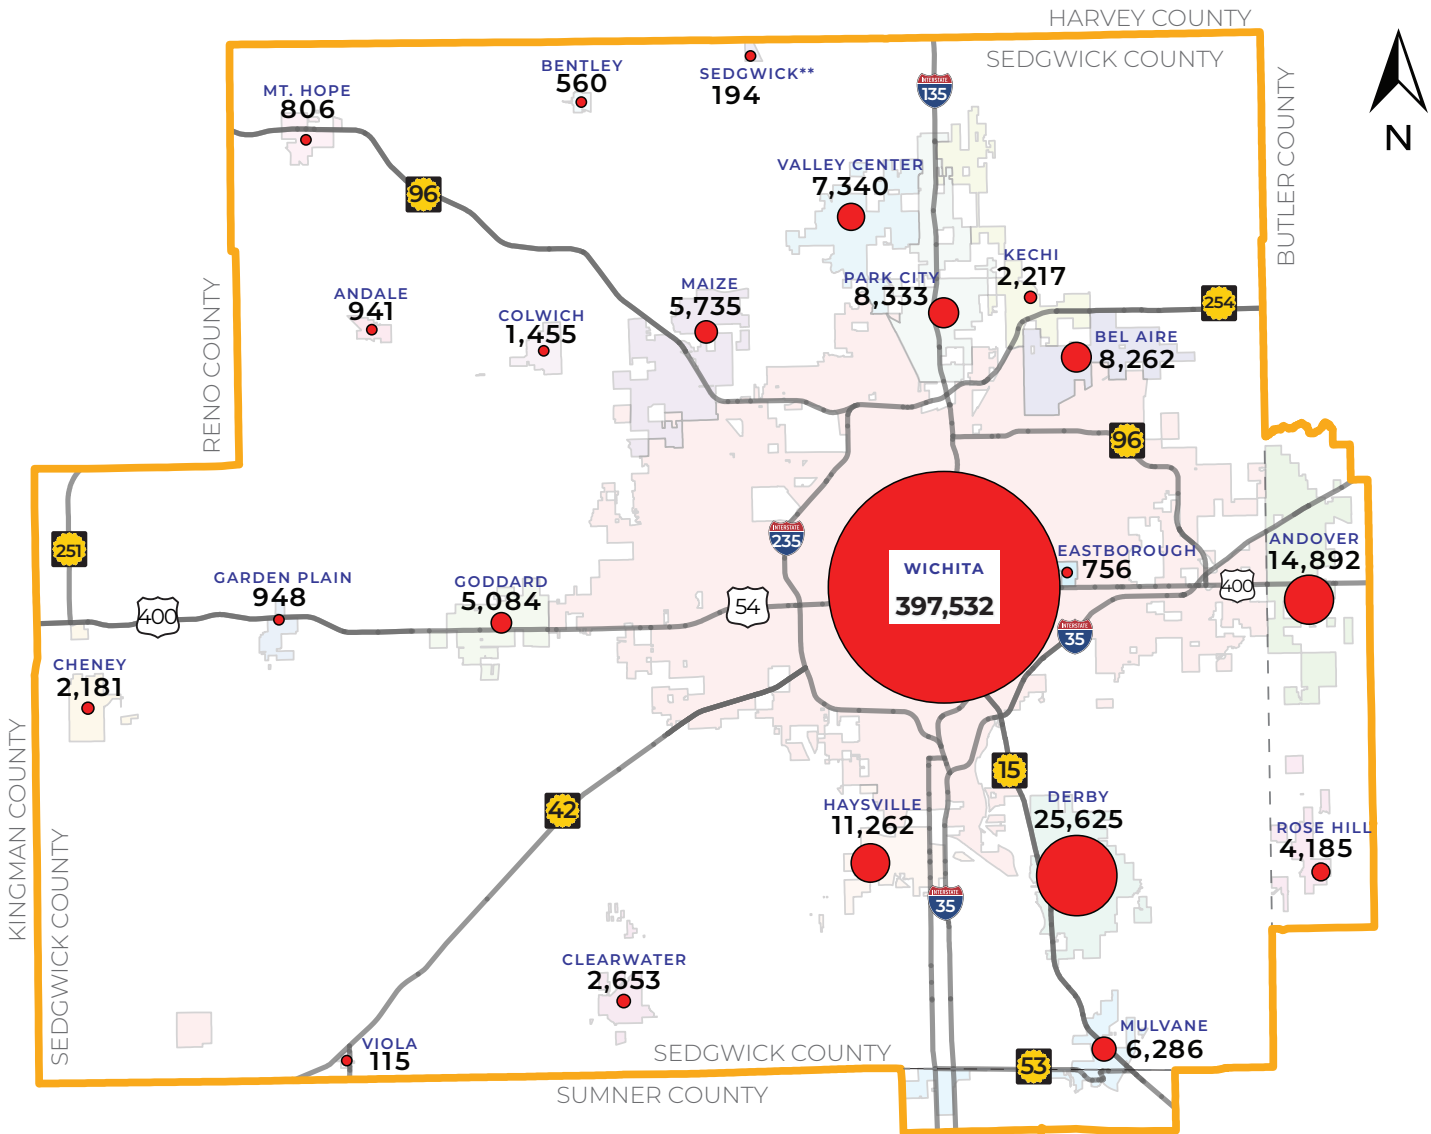 HARVEY COUNTY
SEDGWICK COUNTY
BUTLER COUNTY
N
BENTLEY
560
SEDGWICK**
194
INTERSTATE
135
MT. HOPE
806
96
VALLEY CENTER
7,340
KECHI
2,217
PARK CITY
8,333
MAIZE
5,735
254
RENO COUNTY
ANDALE
941
COLWICH
1,455
BEL AIRE
8,262
96
251
INTERSTATE
235
WICHITA
397,532
EASTBOROUGH
756
ANDOVER
14,892
400
GARDEN PLAIN
948
GODDARD
5,084
400
54
INTERSTATE
35
CHENEY
2,181
KINGMAN COUNTY
SEDGWICK COUNTY
42
15
HAYSVILLE
11,262
DERBY
25,625
ROSE HILL
4,185
INTERSTATE
35
CLEARWATER
2,653
VIOLA
115
SEDGWICK COUNTY
SUMNER COUNTY
MULVANE
6,286
53